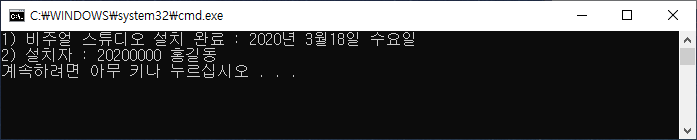 C:₩WINDOWS₩system32₩cmd.exe
1) 비주얼 스튜디오 설치 완료 : 2020년 3월18일 수요일
2) 설치자 : 20200000 홍길동
계속하려면 아무 키나 누르십시오 . . .